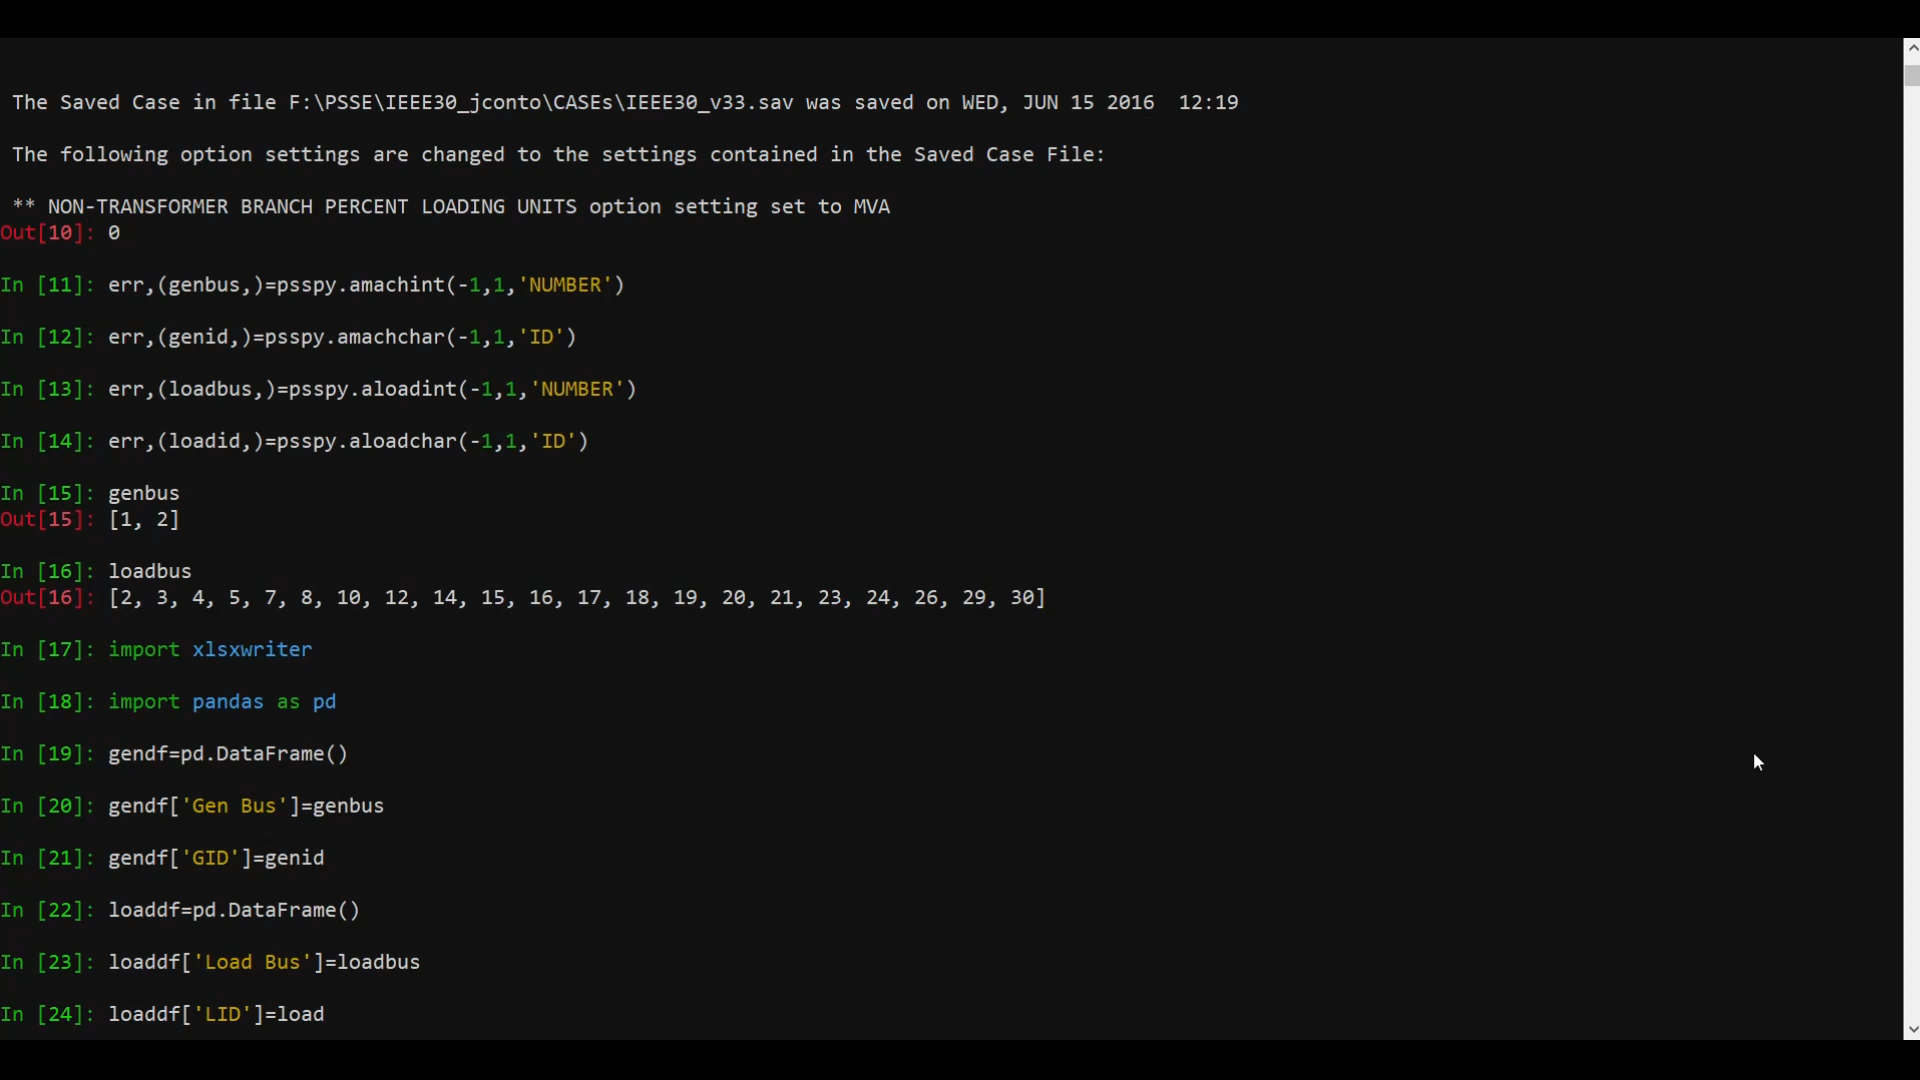 The Saved Case in file F:\PSSE\IEEE30_jconto\CASEs\IEEE30_v33.sav was saved on WED, JUN 15 2016  12:19
The following option settings are changed to the settings contained in the Saved Case File:
** NON-TRANSFORMER BRANCH PERCENT LOADING UNITS option setting set to MVA
Out[10]: 0
In [11]: err,(genbus,)=psspy.amachint(-1,1,'NUMBER')
In [12]: err,(genid,)=psspy.amachchar(-1,1,'ID')
In [13]: err,(loadbus,)=psspy.aloadint(-1,1,'NUMBER')
In [14]: err,(loadid,)=psspy.aloadchar(-1,1,'ID')
In [15]: genbus
Out[15]: [1, 2]
In [16]: loadbus
Out[16]: [2, 3, 4, 5, 7, 8, 10, 12, 14, 15, 16, 17, 18, 19, 20, 21, 23, 24, 26, 29, 30]
In [17]: import xlsxwriter
In [18]: import pandas as pd
In [19]: gendf=pd.DataFrame()
In [20]: gendf['Gen Bus']=genbus
In [21]: gendf['GID']=genid
In [22]: loaddf=pd.DataFrame()
In [23]: loaddf['Load Bus']=loadbus
In [24]: loaddf['LID']=load